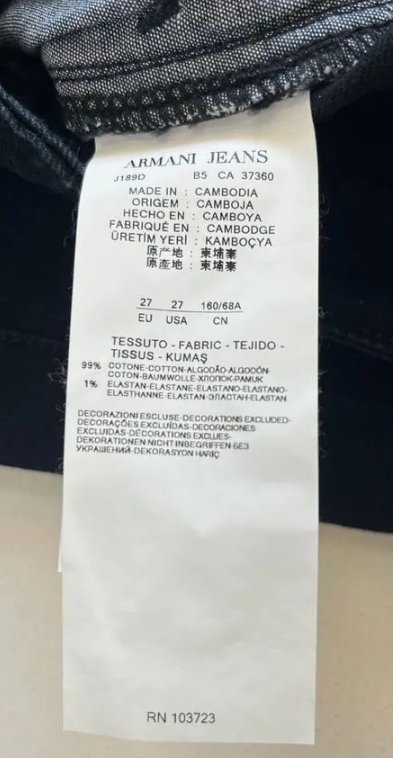 ARMANI JEANS
J189D B5 CA 37360
MADE IN : CAMBODIA
ORIGEM : CAMBOJA
HECHO EN : CAMBOYA
FABRIQUÉ EN : CAMBODGE
ÜRETİM YERİ : KAMBOÇYA
原产地 : 柬埔寨
原產地 : 柬埔寨
27 27 160/68A
EU USA CN
TESSUTO - FABRIC - TEJIDO -
TISSUS - KUMAŞ
99% COTONE-COTTON-ALGODÃO-ALGODÓN-
COTON-BAUMWOLLE-ХЛОПОК-PAMUK
1% ELASTAN-ELASTANE-ELASTANO-ELASTANO-
ELASTHANNE-ELASTAN-ЭЛАСТАН-ELASTAN
DECORAZIONI ESCLUSE-DECORATIONS EXCLUDED-
DECORAÇÕES EXCLUÍDAS-DECORACIONES
EXCLUIDAS-DÉCORATIONS EXCLUES-
DEKORATIONEN NICHT INBEGRIFFEN-БЕЗ
УКРАШЕНИЙ-DEKORASYON HARİÇ
RN 103723